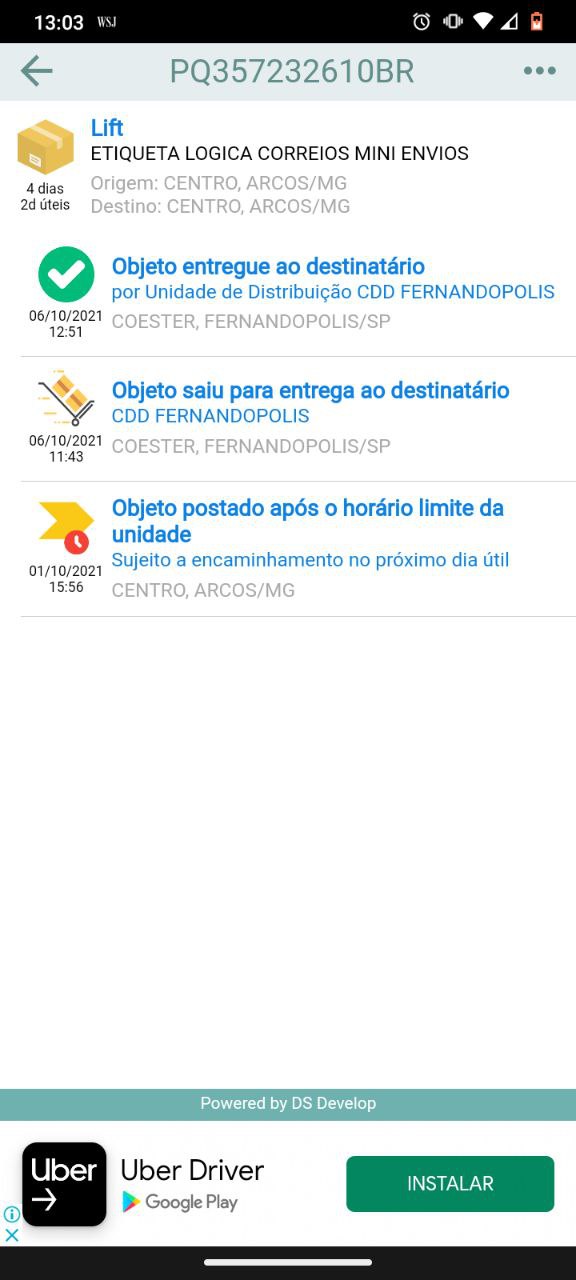 13:03 WSJ
PQ357232610BR
Lift
ETIQUETA LOGICA CORREIOS MINI ENVIOS
4 dias
2d úteis
Origem: CENTRO, ARCOS/MG
Destino: CENTRO, ARCOS/MG
Objeto entregue ao destinatário
por Unidade de Distribuição CDD FERNANDOPOLIS
COESTER, FERNANDOPOLIS/SP
06/10/2021
12:51
Objeto saiu para entrega ao destinatário
CDD FERNANDOPOLIS
COESTER, FERNANDOPOLIS/SP
06/10/2021
11:43
Objeto postado após o horário limite da
unidade
Sujeito a encaminhamento no próximo dia útil
CENTRO, ARCOS/MG
01/10/2021
15:56
Powered by DS Develop
Uber
Uber Driver
Google Play
INSTALAR